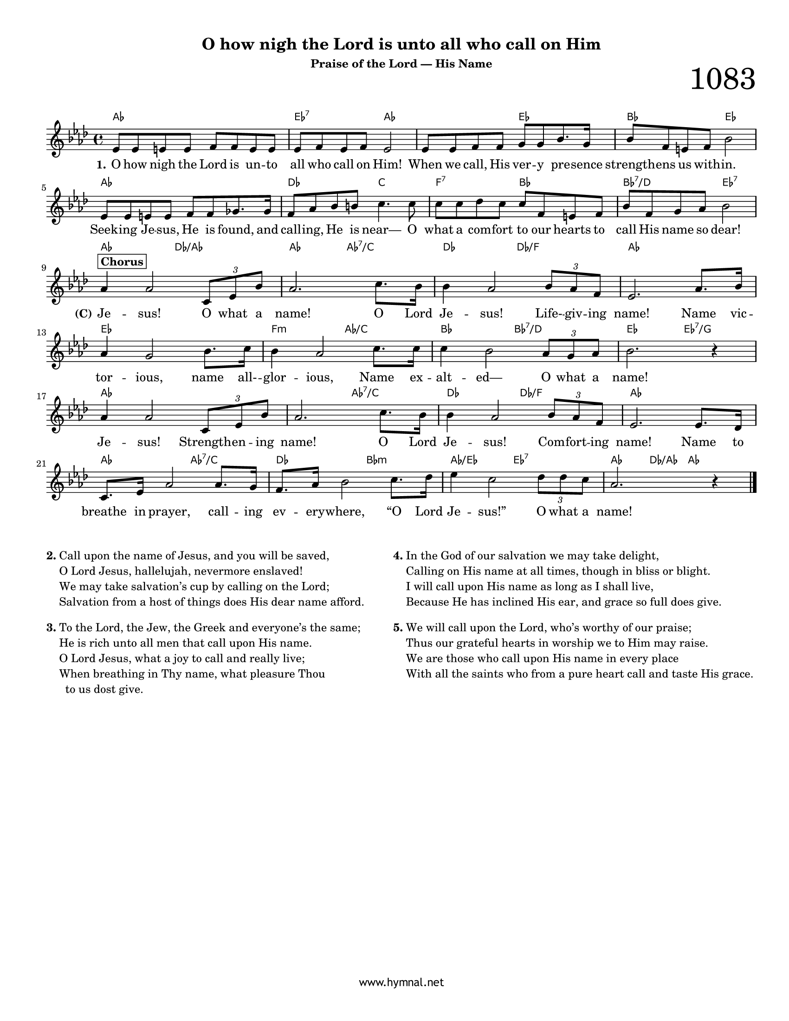 O how nigh the Lord is unto all who call on Him
Praise of the Lord — His Name
1083
A♭ E♭7 A♭ E♭ B♭ E♭
1. O how nigh the Lord is un-to all who call on Him! When we call, His ver-y presence strengthens us within.
5
A♭ D♭ C F7 B♭ B♭7/D E♭7
Seeking Je-sus, He is found, and calling, He is near— O what a comfort to our hearts to call His name so dear!
A♭ D♭/A♭ A♭ A♭7/C D♭ D♭/F A♭
Chorus
9 3 3
(C) Je - sus! O what a name! O Lord Je - sus! Life--giv-ing name! Name vic-
E♭ Fm A♭/C B♭ B♭7/D E♭ E♭7/G
13 3
tor - ious, name all--glor - ious, Name ex - alt - ed— O what a name!
A♭ A♭7/C D♭ D♭/F A♭
17 3 3
Je - sus! Strengthen - ing name! O Lord Je - sus! Comfort-ing name! Name to
A♭ A♭7/C D♭ B♭m A♭/E♭ E♭7 A♭ D♭/A♭ A♭
21 3
breathe in prayer, call - ing ev - erywhere, “O Lord Je - sus!” O what a name!
2. Call upon the name of Jesus, and you will be saved,
O Lord Jesus, hallelujah, nevermore enslaved!
We may take salvation’s cup by calling on the Lord;
Salvation from a host of things does His dear name afford.
3. To the Lord, the Jew, the Greek and everyone’s the same;
He is rich unto all men that call upon His name.
O Lord Jesus, what a joy to call and really live;
When breathing in Thy name, what pleasure Thou
to us dost give.
4. In the God of our salvation we may take delight,
Calling on His name at all times, though in bliss or blight.
I will call upon His name as long as I shall live,
Because He has inclined His ear, and grace so full does give.
5. We will call upon the Lord, who’s worthy of our praise;
Thus our grateful hearts in worship we to Him may raise.
We are those who call upon His name in every place
With all the saints who from a pure heart call and taste His grace.
www.hymnal.net